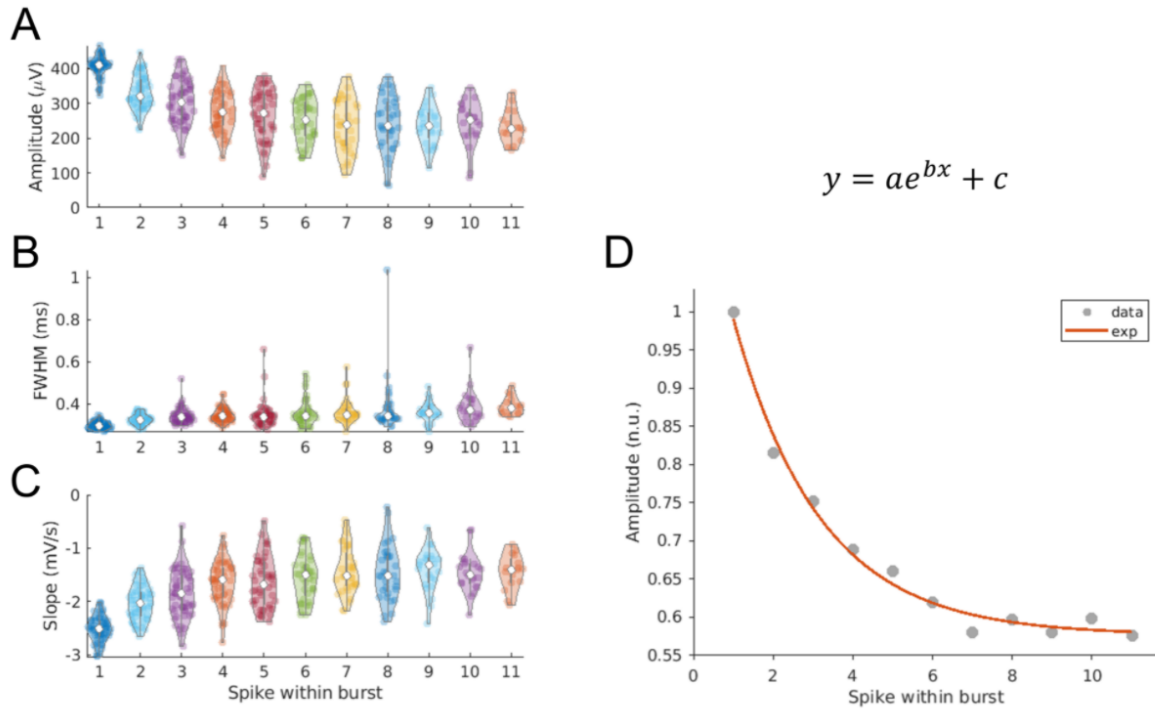 A
Amplitude (μV)
400
300
200
100
0
1 2 3 4 5 6 7 8 9 10 11
B
FWHM (ms)
1
0.8
0.6
0.4
1 2 3 4 5 6 7 8 9 10 11
C
Slope (mV/s)
0
-1
-2
-3
1 2 3 4 5 6 7 8 9 10 11
Spike within burst
y = ae^{bx} + c
D
Amplitude (n.u.)
1
0.95
0.9
0.85
0.8
0.75
0.7
0.65
0.6
0.55
0 2 4 6 8 10
Spike within burst
data
exp